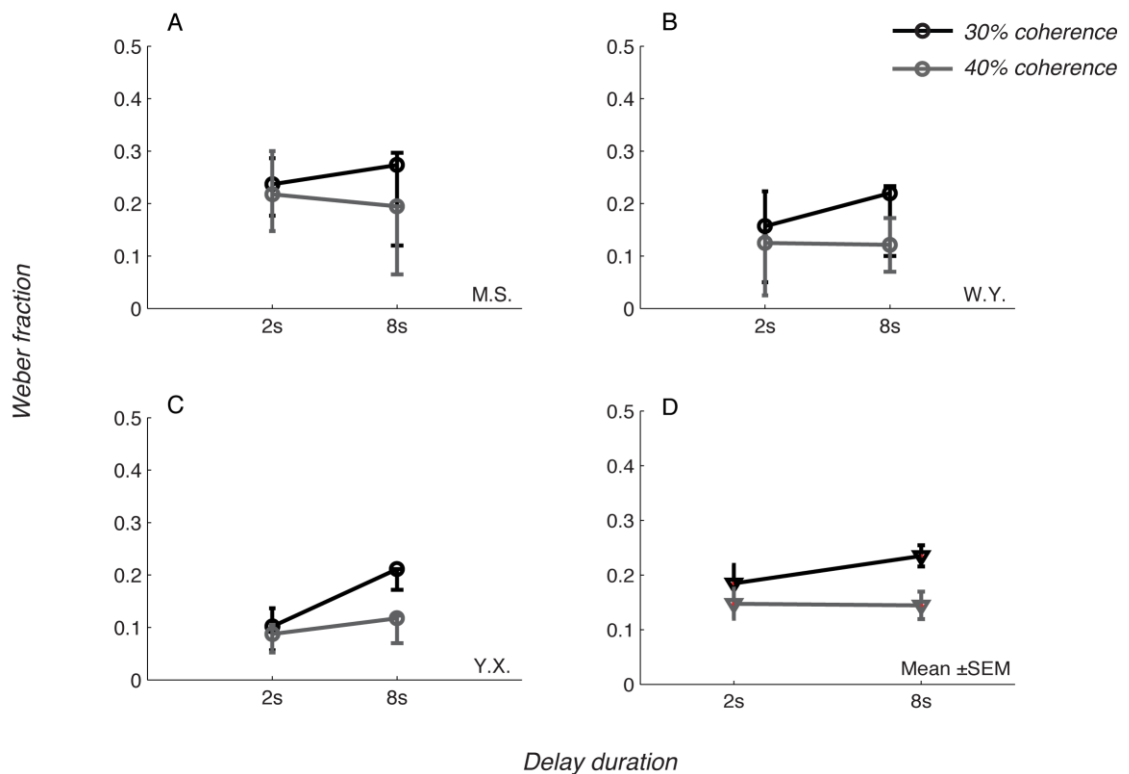 A
0.5
0.4
0.3
0.2
0.1
0
2s
8s
M.S.
B
0.5
0.4
0.3
0.2
0.1
0
2s
8s
W.Y.
30% coherence
40% coherence
Weber fraction
C
0.5
0.4
0.3
0.2
0.1
0
2s
8s
Y.X.
D
0.5
0.4
0.3
0.2
0.1
0
2s
8s
Mean ±SEM
Delay duration